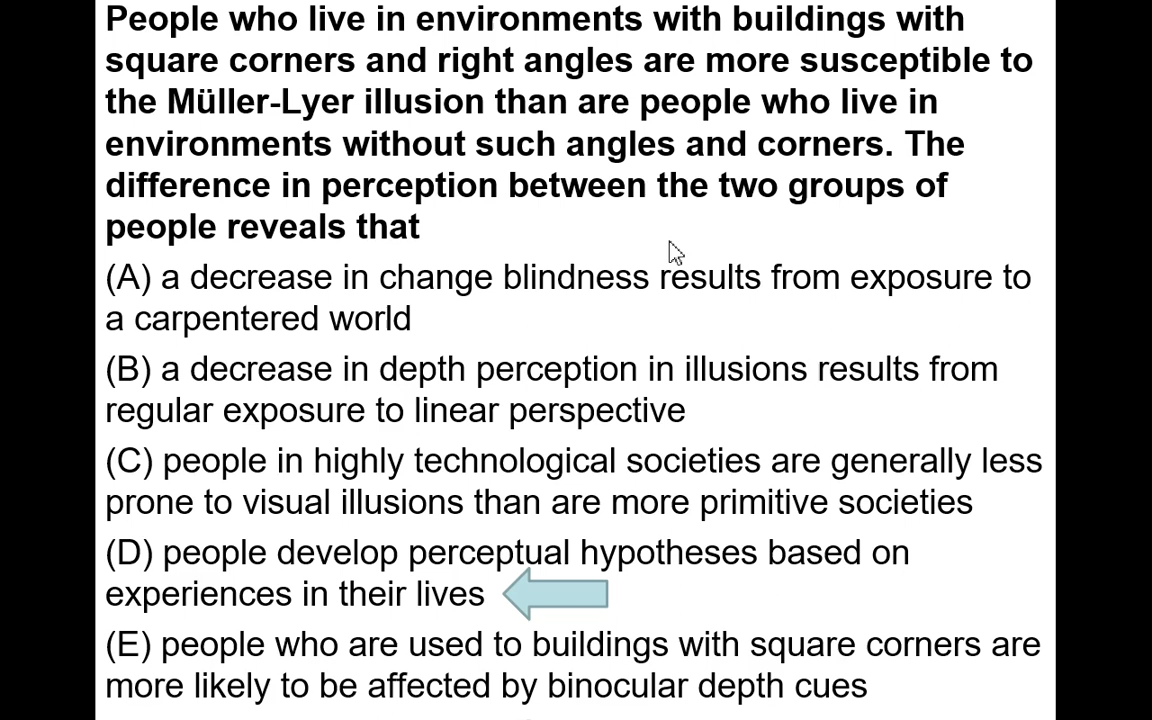 People who live in environments with buildings with
square corners and right angles are more susceptible to
the Müller-Lyer illusion than are people who live in
environments without such angles and corners. The
difference in perception between the two groups of
people reveals that
(A) a decrease in change blindness results from exposure to
a carpentered world
(B) a decrease in depth perception in illusions results from
regular exposure to linear perspective
(C) people in highly technological societies are generally less
prone to visual illusions than are more primitive societies
(D) people develop perceptual hypotheses based on
experiences in their lives
(E) people who are used to buildings with square corners are
more likely to be affected by binocular depth cues